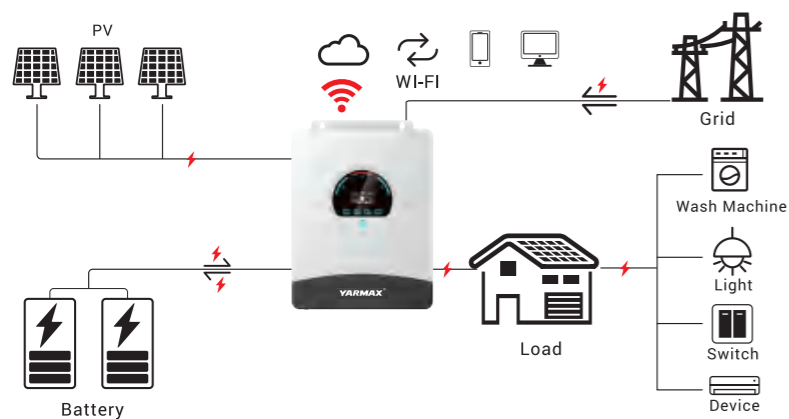 PV
WI-FI
Grid
Wash Machine
YARMAX
Light
Load
Switch
Battery
Device